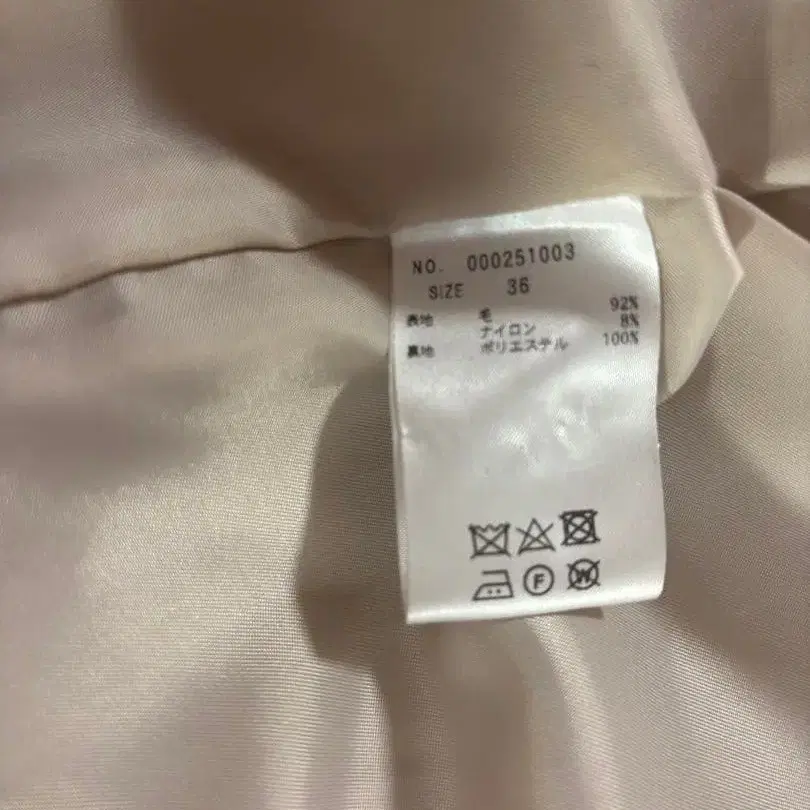 NO. 000251003
SIZE 36
表地 毛 92%
ナイロン 8%
裏地 ポリエステル 100%
F W